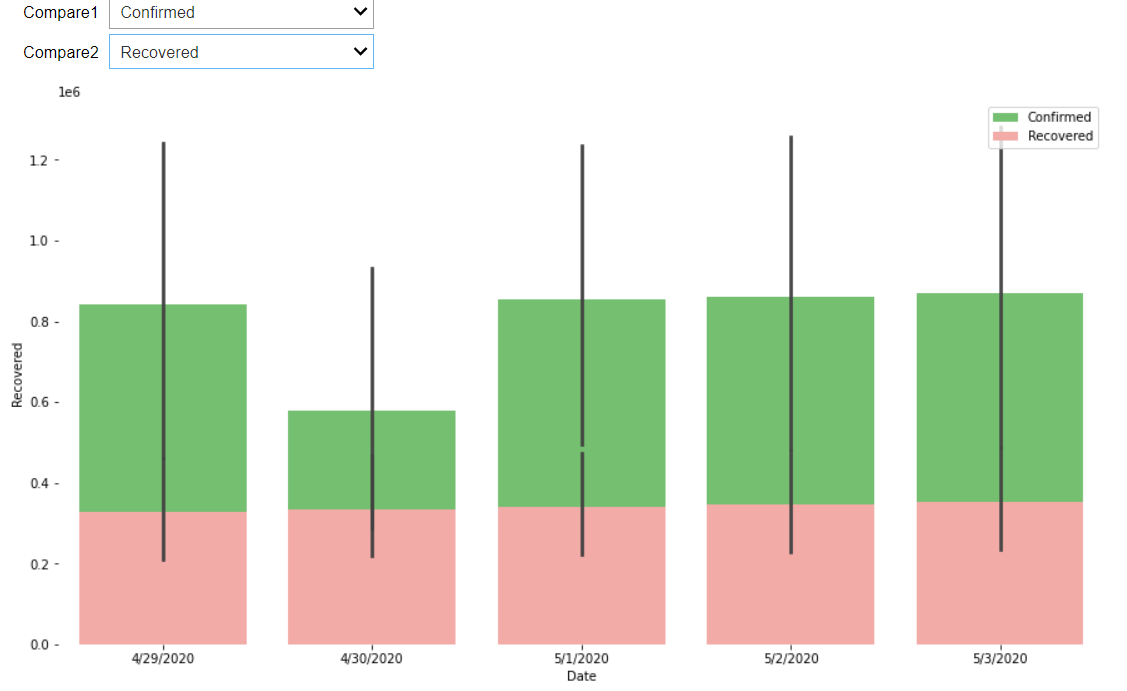 Compare1 Confirmed
Compare2 Recovered
1e6
Confirmed
Recovered
1.2
1.0
0.8
0.6
0.4
0.2
0.0
Recovered
4/29/2020 4/30/2020 5/1/2020 5/2/2020 5/3/2020
Date